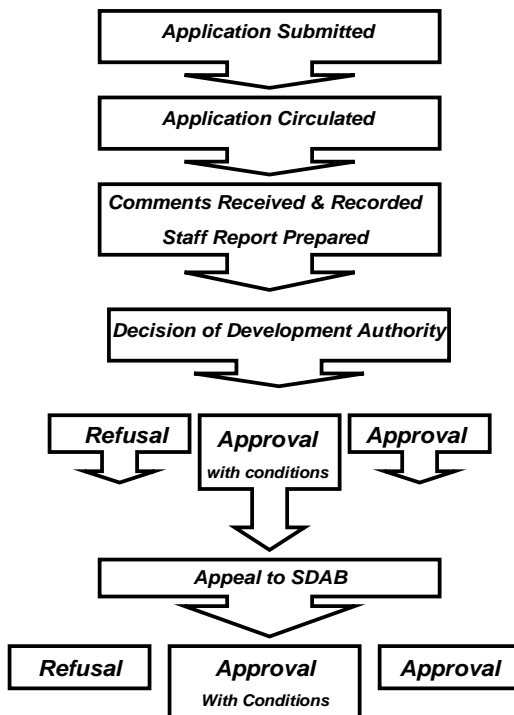 Application Submitted
Application Circulated
Comments Received & Recorded
Staff Report Prepared
Decision of Development Authority
Refusal
Approval
with conditions
Approval
Appeal to SDAB
Refusal
Approval
With Conditions
Approval